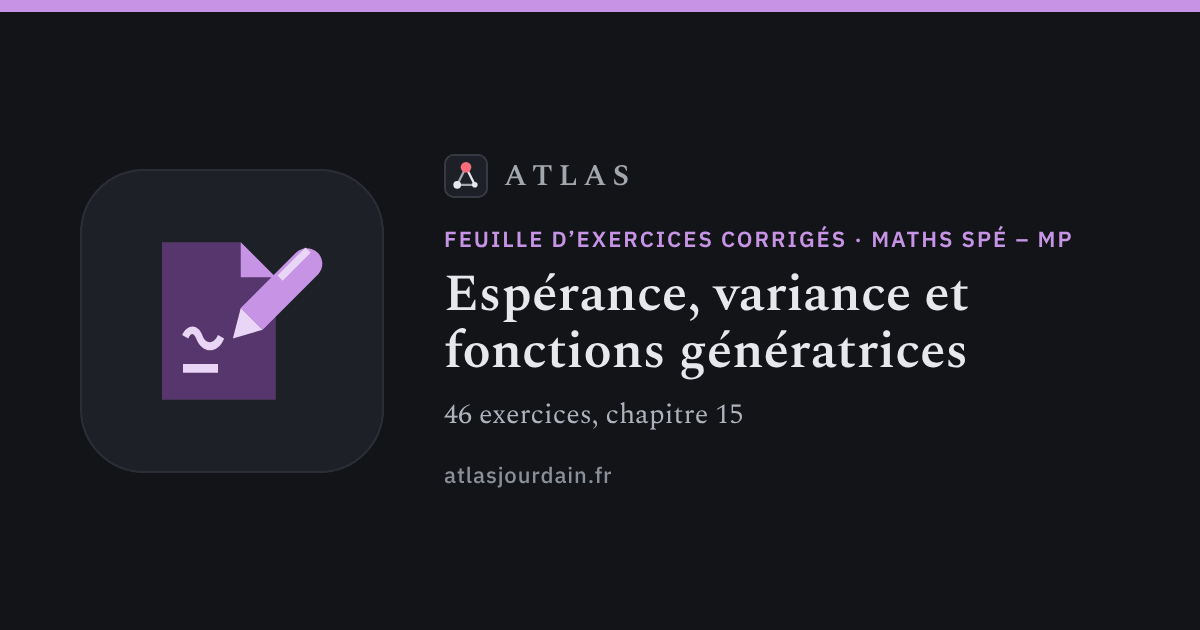 ATLAS
FEUILLE D’EXERCICES CORRIGÉS · MATHS SPÉ – MP
Espérance, variance et
fonctions génératrices
46 exercices, chapitre 15
atlasjourdain.fr